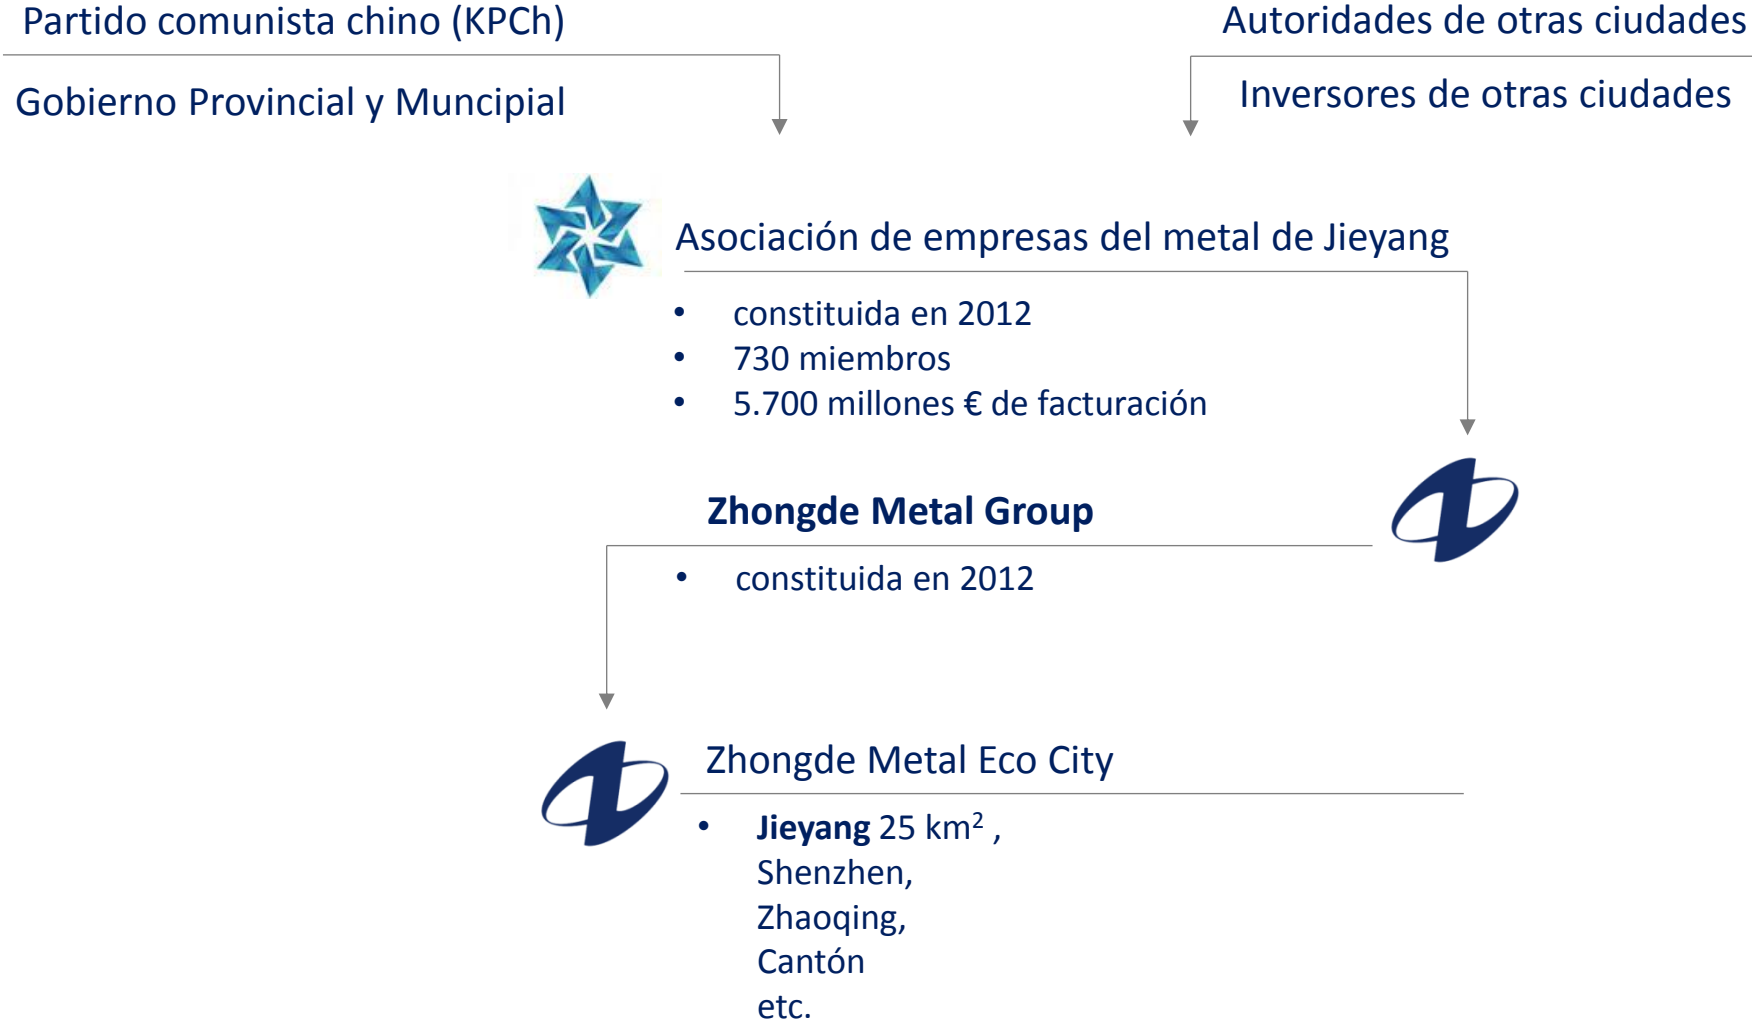 Partido comunista chino (KPCh)
Gobierno Provincial y Muncipial
Autoridades de otras ciudades
Inversores de otras ciudades
Asociación de empresas del metal de Jieyang
• constituida en 2012
• 730 miembros
• 5.700 millones € de facturación
Zhongde Metal Group
• constituida en 2012
Zhongde Metal Eco City
• Jieyang 25 km² ,
Shenzhen,
Zhaoqing,
Cantón
etc.